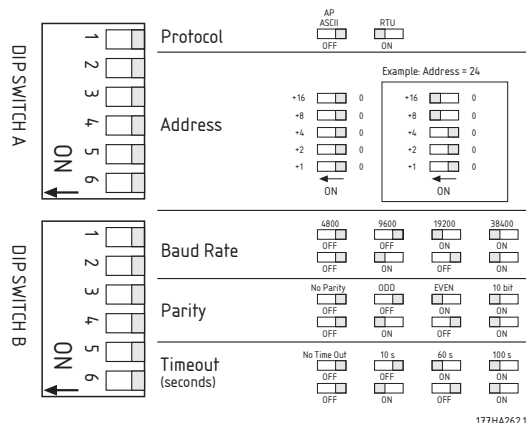 DIP SWITCH A
1
2
3
4
5
6
ON
Protocol
AP
ASCII
RTU
OFF
ON
Address
+16 0
+8 0
+4 0
+2 0
+1 0
ON
Example: Address = 24
+16 0
+8 0
+4 0
+2 0
+1 0
ON
DIP SWITCH B
1
2
3
4
5
6
ON
Baud Rate
4800 9600 19200 38400
OFF OFF ON ON
OFF ON OFF ON
Parity
No Parity ODD EVEN 10 bit
OFF OFF ON ON
OFF ON OFF ON
Timeout
(seconds)
No Time Out 10 s 60 s 100 s
OFF OFF ON ON
OFF ON OFF ON
177HA262.1